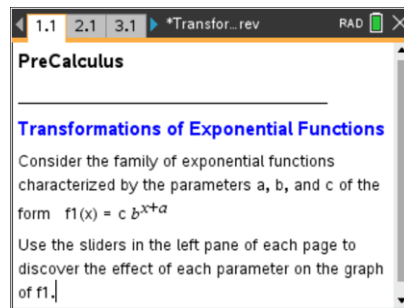 1.1 2.1 3.1 *Transfor...rev RAD
PreCalculus
Transformations of Exponential Functions
Consider the family of exponential functions
characterized by the parameters a, b, and c of the
form f1(x) = c b^{x+a}
Use the sliders in the left pane of each page to
discover the effect of each parameter on the graph
of f1.